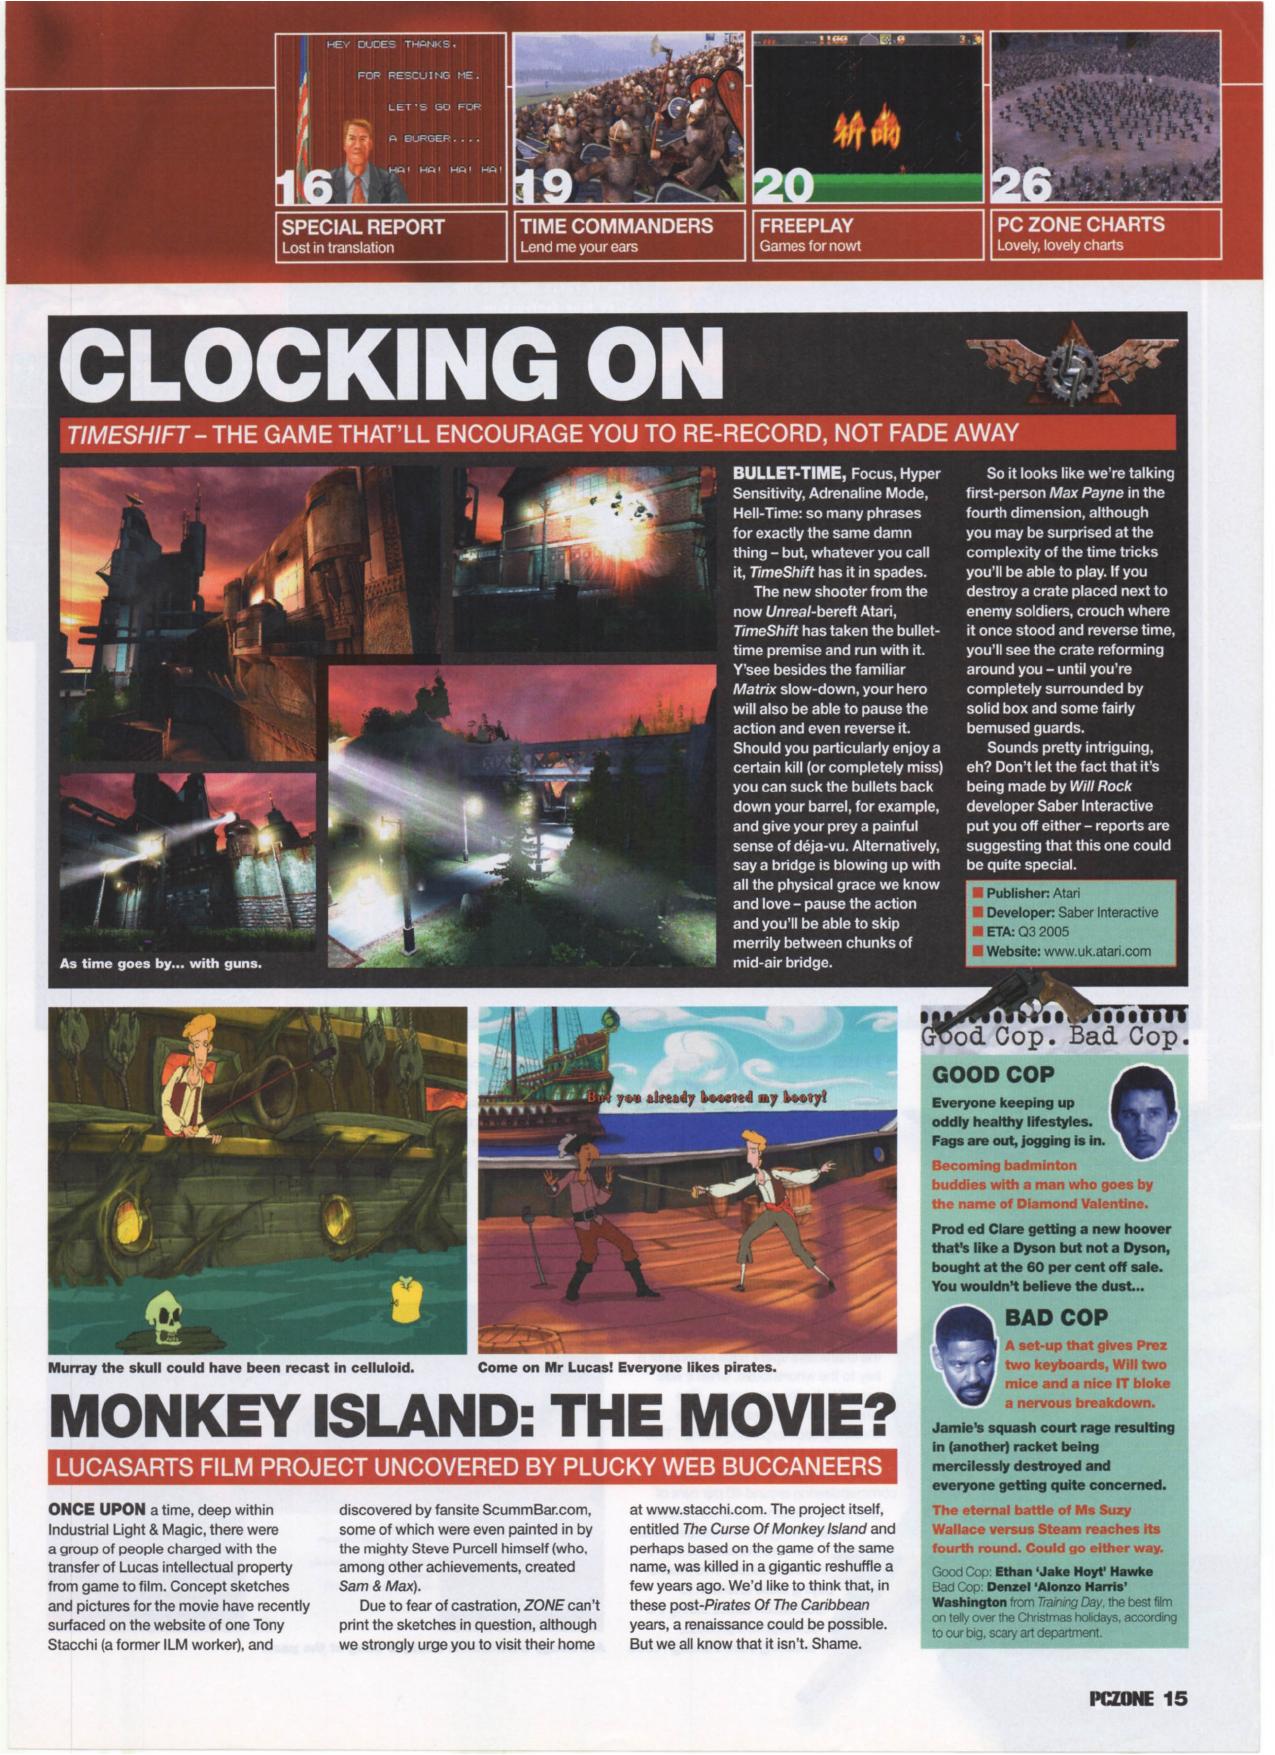 HEY DUDES THANKS,
FOR RESCUING ME.
LET'S GO FOR
A BURGER....
HA! HA! HA! HA!
16
SPECIAL REPORT
Lost in translation
19
TIME COMMANDERS
Lend me your ears
20
FREEPLAY
Games for nowt
26
PC ZONE CHARTS
Lovely, lovely charts
CLOCKING ON
TIMESHIFT – THE GAME THAT'LL ENCOURAGE YOU TO RE-RECORD, NOT FADE AWAY
As time goes by... with guns.
BULLET-TIME, Focus, Hyper
Sensitivity, Adrenaline Mode,
Hell-Time: so many phrases
for exactly the same damn
thing – but, whatever you call
it, TimeShift has it in spades.
The new shooter from the
now Unreal-bereft Atari,
TimeShift has taken the bullet-
time premise and run with it.
Y'see besides the familiar
Matrix slow-down, your hero
will also be able to pause the
action and even reverse it.
Should you particularly enjoy a
certain kill (or completely miss)
you can suck the bullets back
down your barrel, for example,
and give your prey a painful
sense of déja-vu. Alternatively,
say a bridge is blowing up with
all the physical grace we know
and love – pause the action
and you'll be able to skip
merrily between chunks of
mid-air bridge.
So it looks like we're talking
first-person Max Payne in the
fourth dimension, although
you may be surprised at the
complexity of the time tricks
you'll be able to play. If you
destroy a crate placed next to
enemy soldiers, crouch where
it once stood and reverse time,
you'll see the crate reforming
around you – until you're
completely surrounded by
solid box and some fairly
bemused guards.
Sounds pretty intriguing,
eh? Don't let the fact that it's
being made by Will Rock
developer Saber Interactive
put you off either – reports are
suggesting that this one could
be quite special.
Publisher: Atari
Developer: Saber Interactive
ETA: Q3 2005
Website: www.uk.atari.com
But you already boosted my booty!
Murray the skull could have been recast in celluloid.
Come on Mr Lucas! Everyone likes pirates.
MONKEY ISLAND: THE MOVIE?
LUCASARTS FILM PROJECT UNCOVERED BY PLUCKY WEB BUCCANEERS
ONCE UPON a time, deep within
Industrial Light & Magic, there were
a group of people charged with the
transfer of Lucas intellectual property
from game to film. Concept sketches
and pictures for the movie have recently
surfaced on the website of one Tony
Stacchi (a former ILM worker), and
discovered by fansite ScummBar.com,
some of which were even painted in by
the mighty Steve Purcell himself (who,
among other achievements, created
Sam & Max).
Due to fear of castration, ZONE can't
print the sketches in question, although
we strongly urge you to visit their home
at www.stacchi.com. The project itself,
entitled The Curse Of Monkey Island and
perhaps based on the game of the same
name, was killed in a gigantic reshuffle a
few years ago. We'd like to think that, in
these post-Pirates Of The Caribbean
years, a renaissance could be possible.
But we all know that it isn't. Shame.
Good Cop. Bad Cop.
GOOD COP
Everyone keeping up
oddly healthy lifestyles.
Fags are out, jogging is in.
Becoming badminton
buddies with a man who goes by
the name of Diamond Valentine.
Prod ed Clare getting a new hoover
that's like a Dyson but not a Dyson,
bought at the 60 per cent off sale.
You wouldn't believe the dust...
BAD COP
A set-up that gives Prez
two keyboards, Will two
mice and a nice IT bloke
a nervous breakdown.
Jamie's squash court rage resulting
in (another) racket being
mercilessly destroyed and
everyone getting quite concerned.
The eternal battle of Ms Suzy
Wallace versus Steam reaches its
fourth round. Could go either way.
Good Cop: Ethan 'Jake Hoyt' Hawke
Bad Cop: Denzel 'Alonzo Harris'
Washington from Training Day, the best film
on telly over the Christmas holidays, according
to our big, scary art department.
PCZONE 15